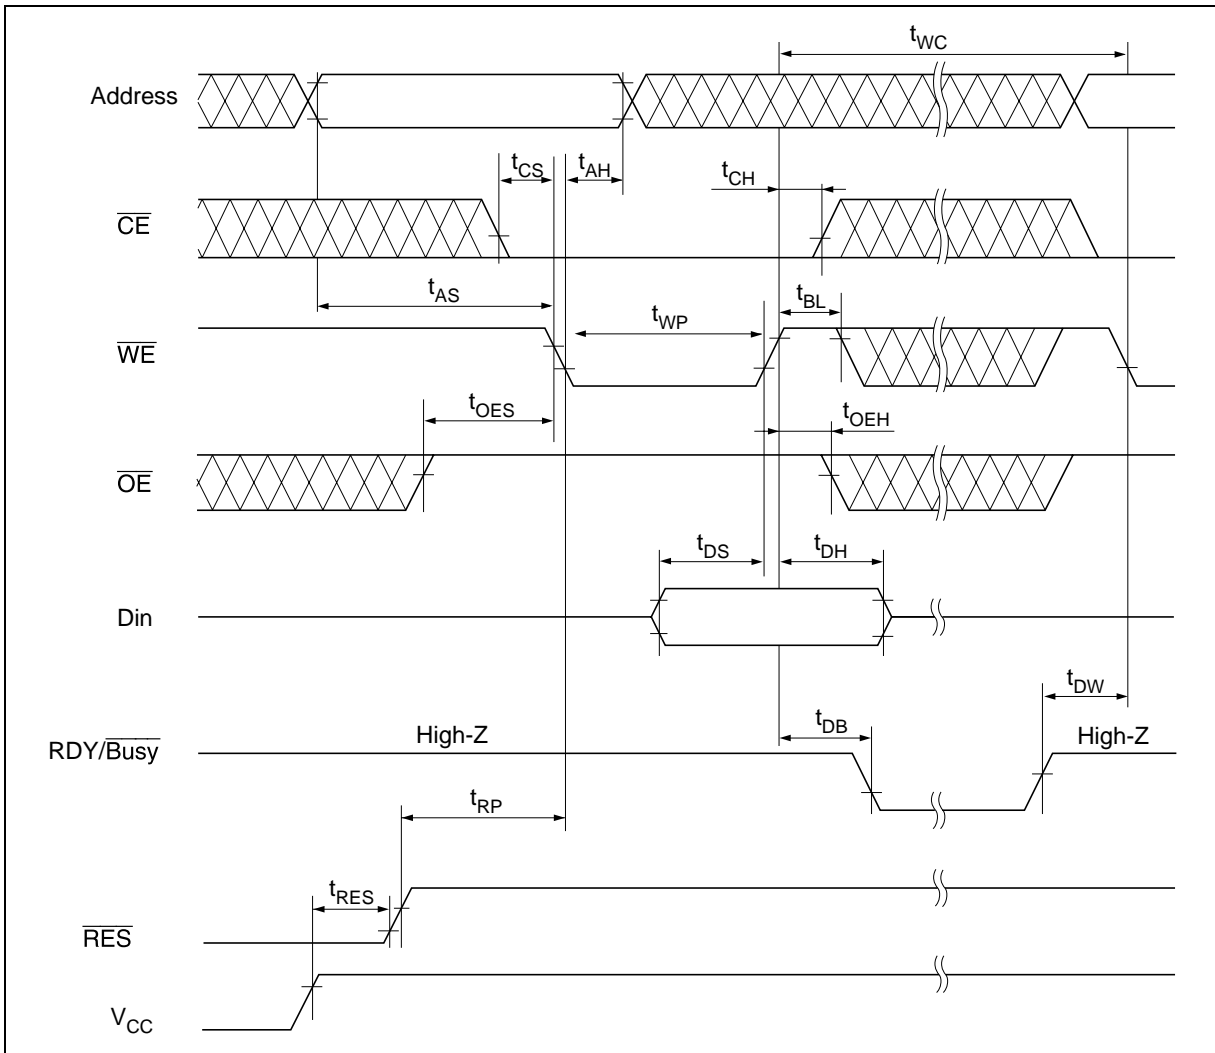 tWC
Address
tCS
tAH
tCH
CE
tAS
tBL
tWP
WE
tOES
tOEH
OE
tDS
tDH
Din
tDW
tDB
High-Z
High-Z
RDY/Busy
tRP
tRES
RES
VCC